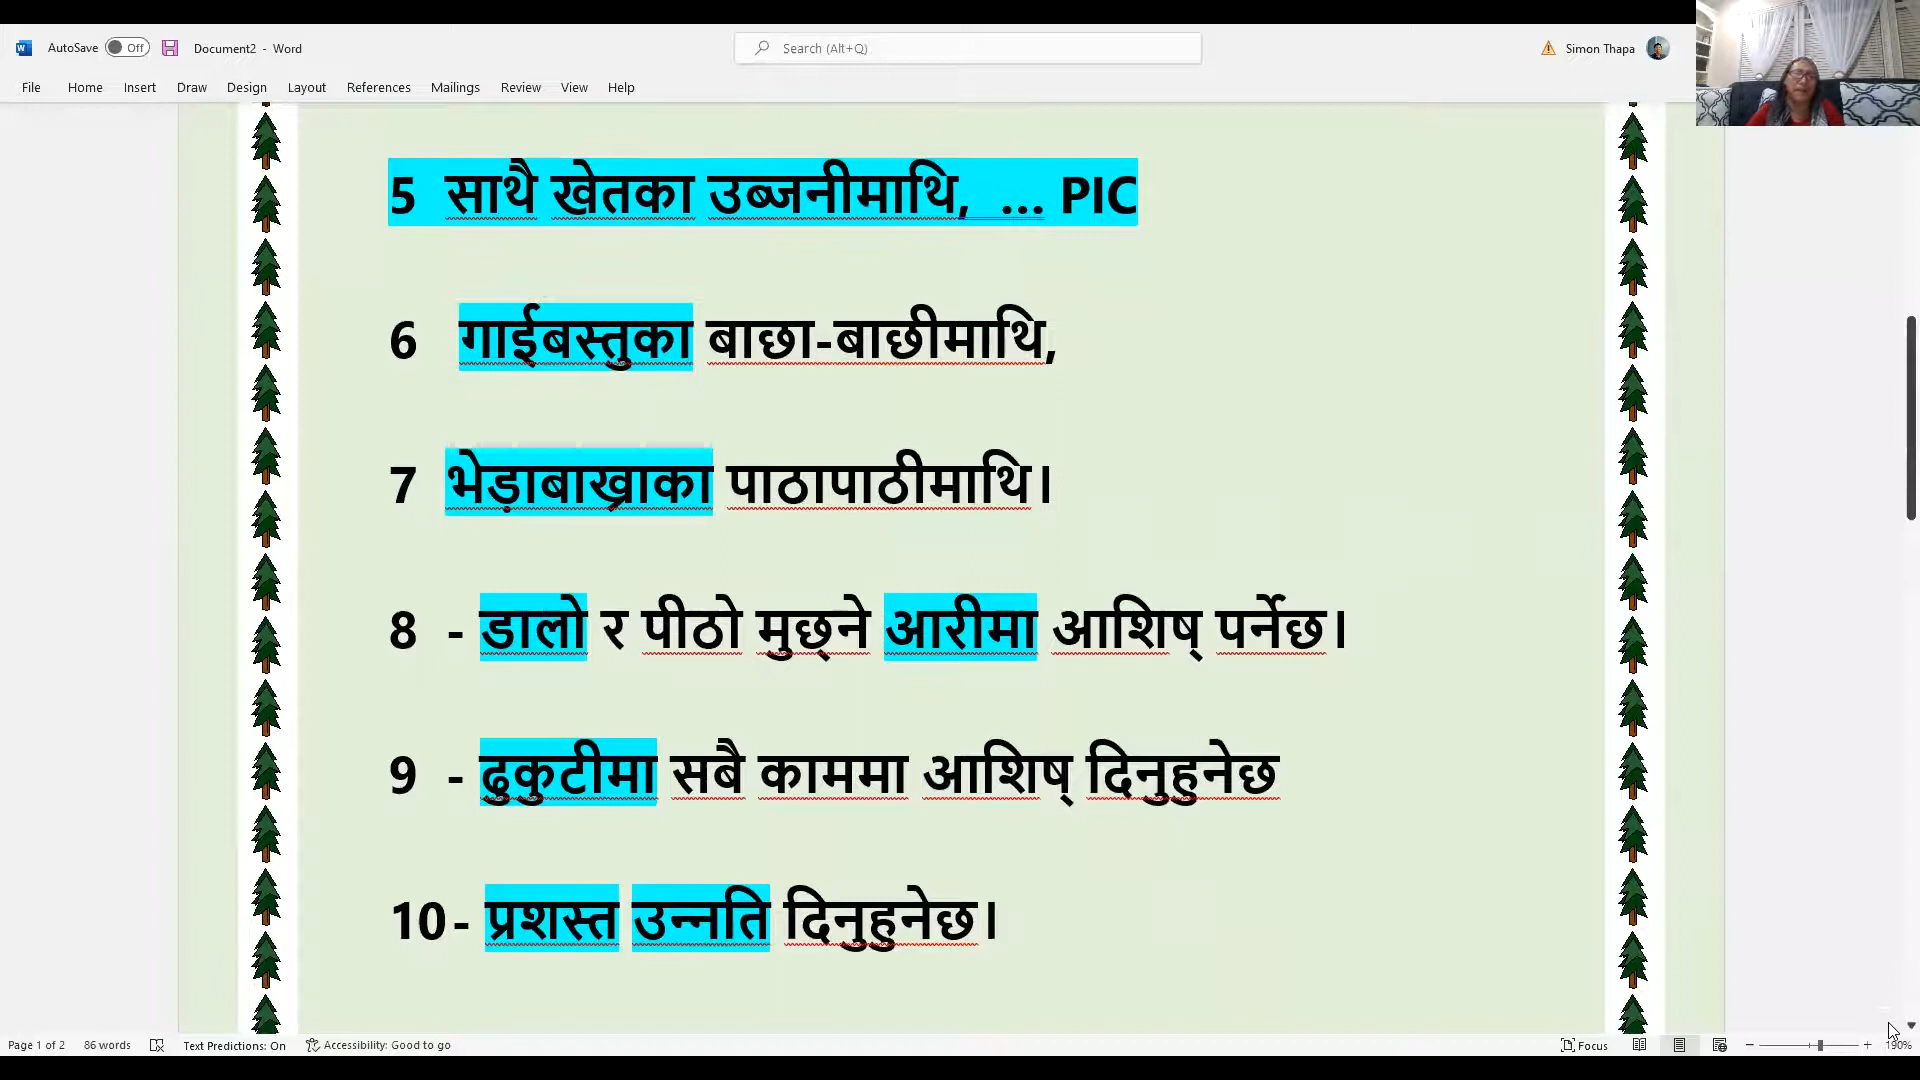 AutoSave Off Document2 - Word Search (Alt+Q) Simon Thapa
File Home Insert Draw Design Layout References Mailings Review View Help
5 साथै खेतका उब्जनीमाथि, ... PIC
6 गाईबस्तुका बाछा-बाछीमाथि,
7 भेड़ाबाख्राका पाठापाठीमाथि।
8 - डालो र पीठो मुछ्ने आरीमा आशिष् पर्नेछ।
9 - ढुकुटीमा सबै काममा आशिष् दिनुहनेछ
10- प्रशस्त उन्नति दिनुहुनेछ।
Page 1 of 2 86 words Text Predictions: On Accessibility: Good to go Focus 190%